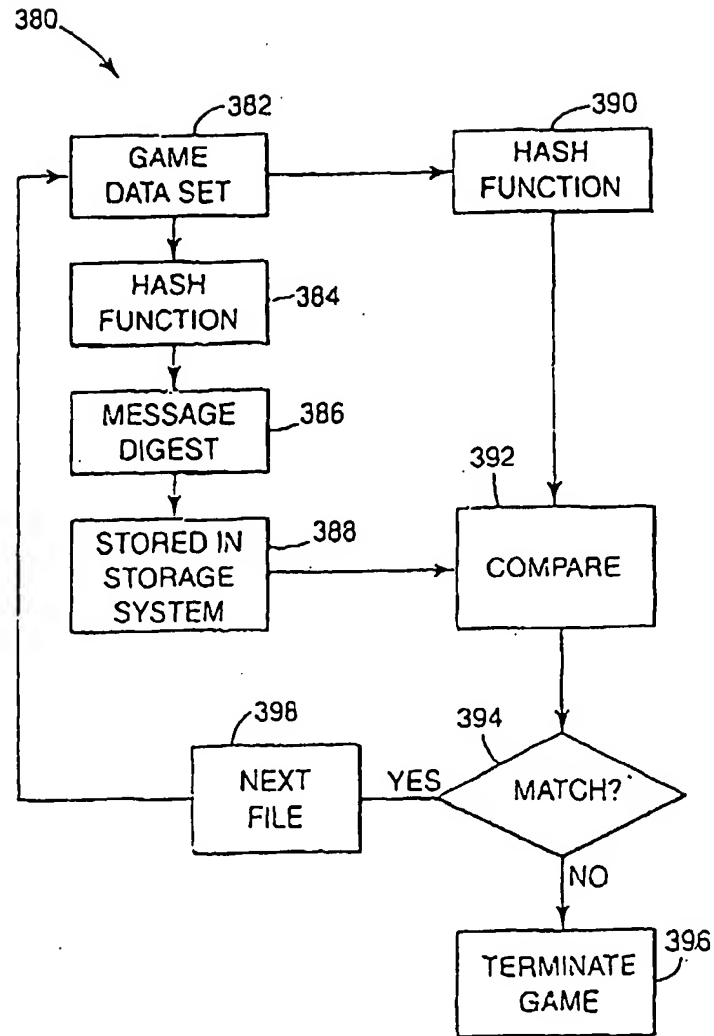 380
382
390
GAME
DATA SET
HASH
FUNCTION
HASH
FUNCTION
384
MESSAGE
DIGEST
386
392
STORED IN
STORAGE
SYSTEM
388
COMPARE
398
394
NEXT
FILE
YES
MATCH?
NO
396
TERMINATE
GAME